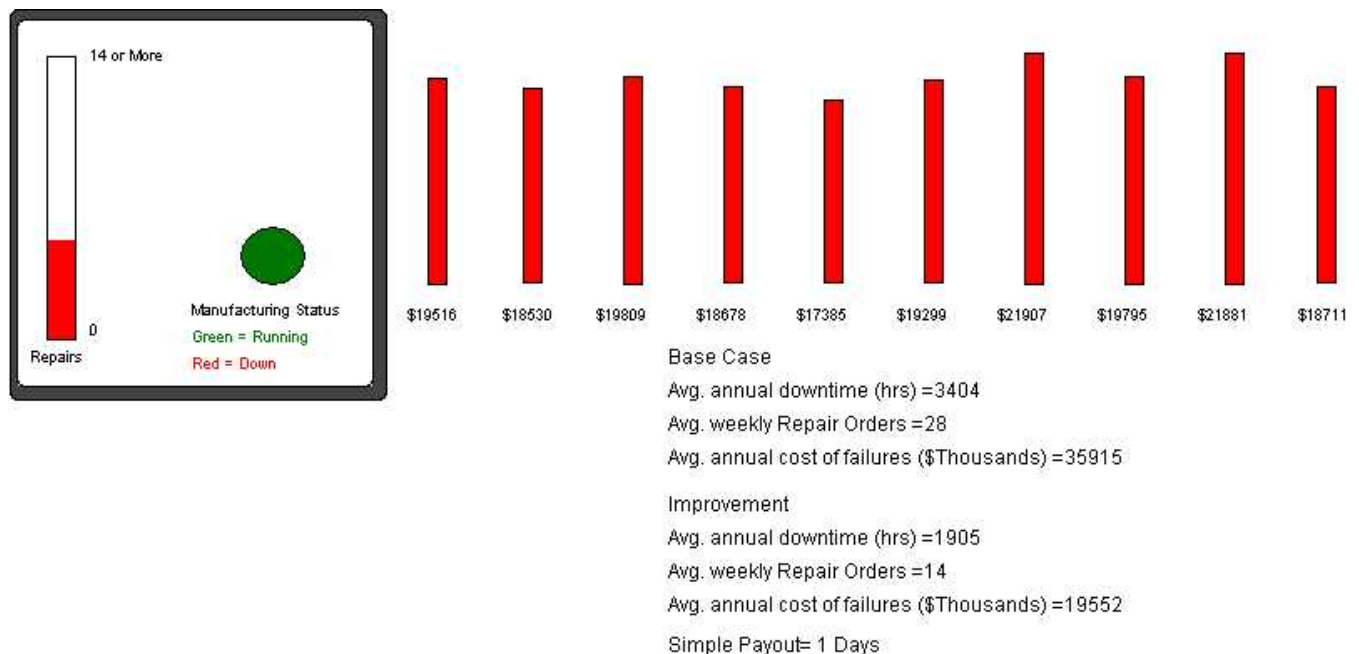 14 or More
0
Repairs
Manufacturing Status
Green = Running
Red = Down
$19516 $18530 $19809 $18678 $17385 $19299 $21907 $19795 $21881 $18711
Base Case
Avg. annual downtime (hrs) =3404
Avg. weekly Repair Orders =28
Avg. annual cost of failures ($Thousands) =35915
Improvement
Avg. annual downtime (hrs) =1905
Avg. weekly Repair Orders =14
Avg. annual cost of failures ($Thousands) =19552
Simple Payout= 1 Days